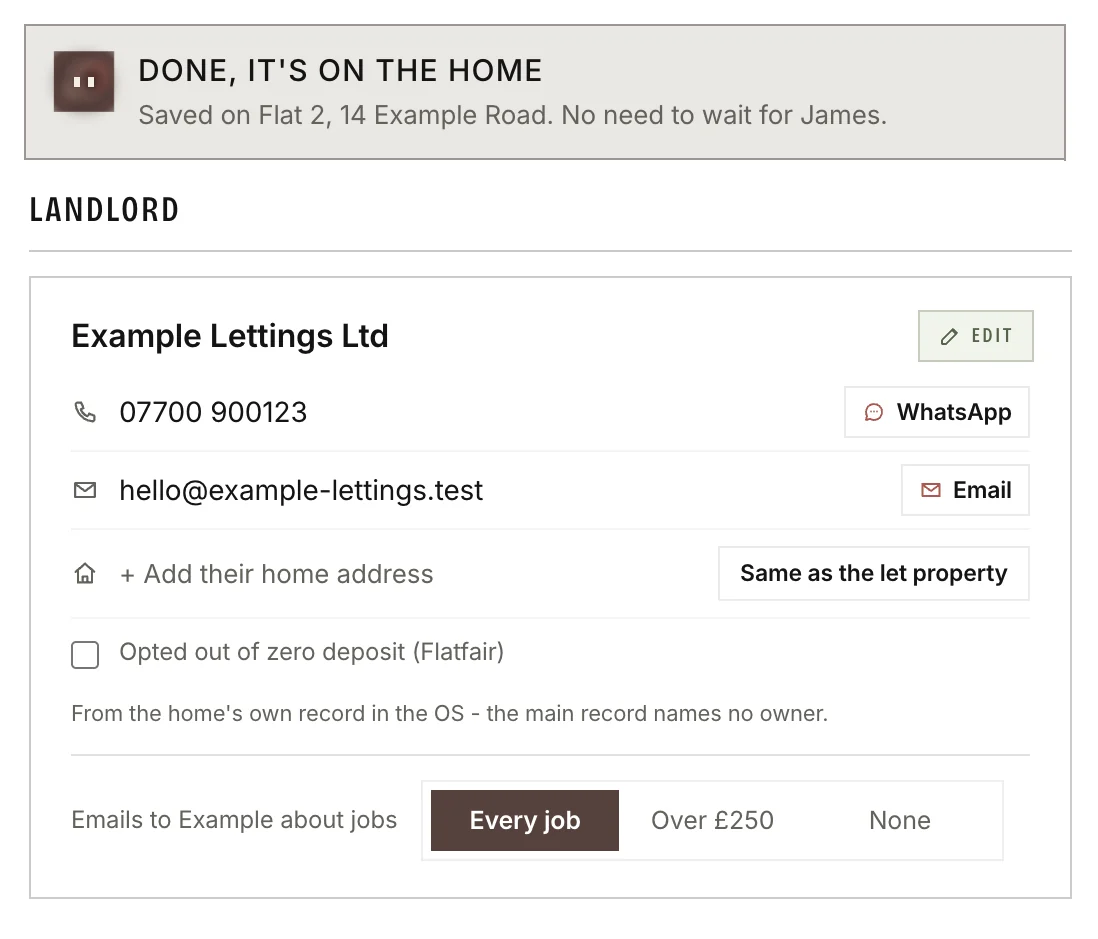 DONE, IT'S ON THE HOME
Saved on Flat 2, 14 Example Road. No need to wait for James.
LANDLORD
Example Lettings Ltd
EDIT
07700 900123
WhatsApp
hello@example-lettings.test
Email
+ Add their home address
Same as the let property
Opted out of zero deposit (Flatfair)
From the home's own record in the OS - the main record names no owner.
Emails to Example about jobs
Every job
Over £250
None